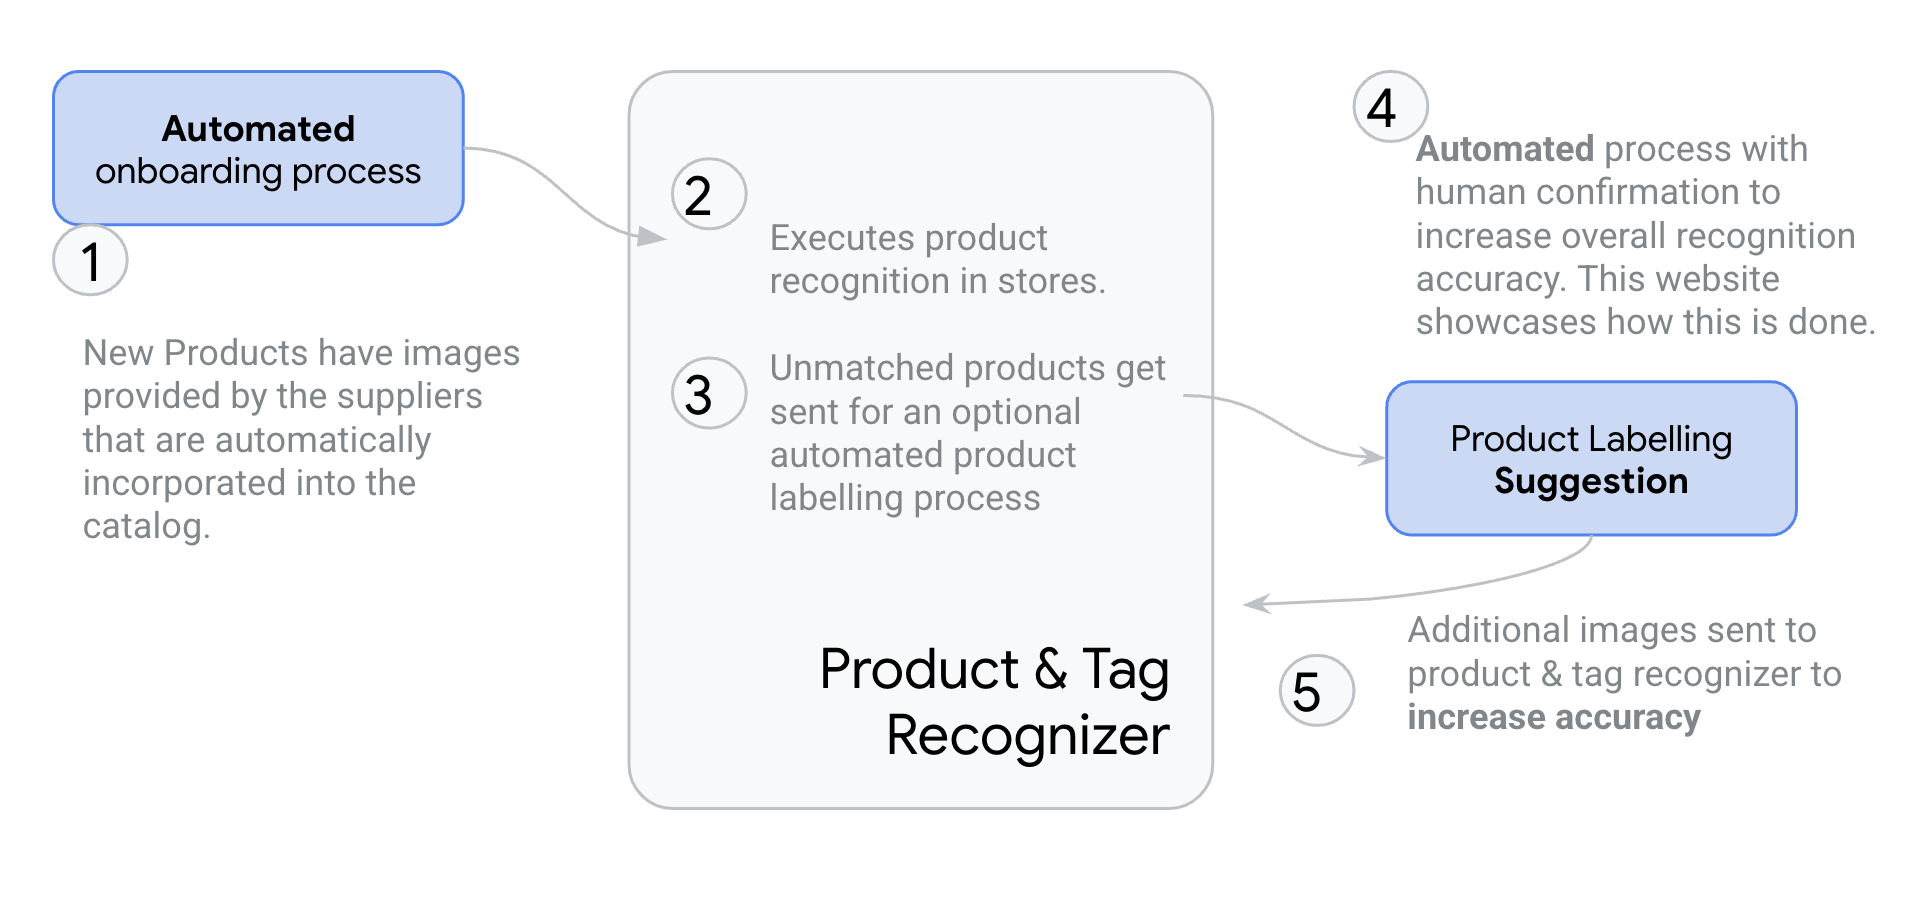 Automated
onboarding process
1
New Products have images
provided by the suppliers
that are automatically
incorporated into the
catalog.
2
Executes product
recognition in stores.
3
Unmatched products get
sent for an optional
automated product
labelling process
Product & Tag
Recognizer
4
Automated process with
human confirmation to
increase overall recognition
accuracy. This website
showcases how this is done.
Product Labelling
Suggestion
5
Additional images sent to
product & tag recognizer to
increase accuracy